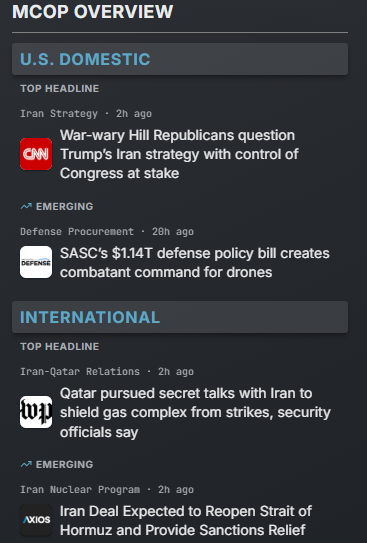 MCOP OVERVIEW
U.S. DOMESTIC
TOP HEADLINE
Iran Strategy · 2h ago
CNN
War-wary Hill Republicans question
Trump's Iran strategy with control of
Congress at stake
EMERGING
Defense Procurement · 20h ago
DEFENSE
SASC's $1.14T defense policy bill creates
combatant command for drones
INTERNATIONAL
TOP HEADLINE
Iran-Qatar Relations · 2h ago
wp
Qatar pursued secret talks with Iran to
shield gas complex from strikes, security
officials say
EMERGING
Iran Nuclear Program · 2h ago
AXIOS
Iran Deal Expected to Reopen Strait of
Hormuz and Provide Sanctions Relief